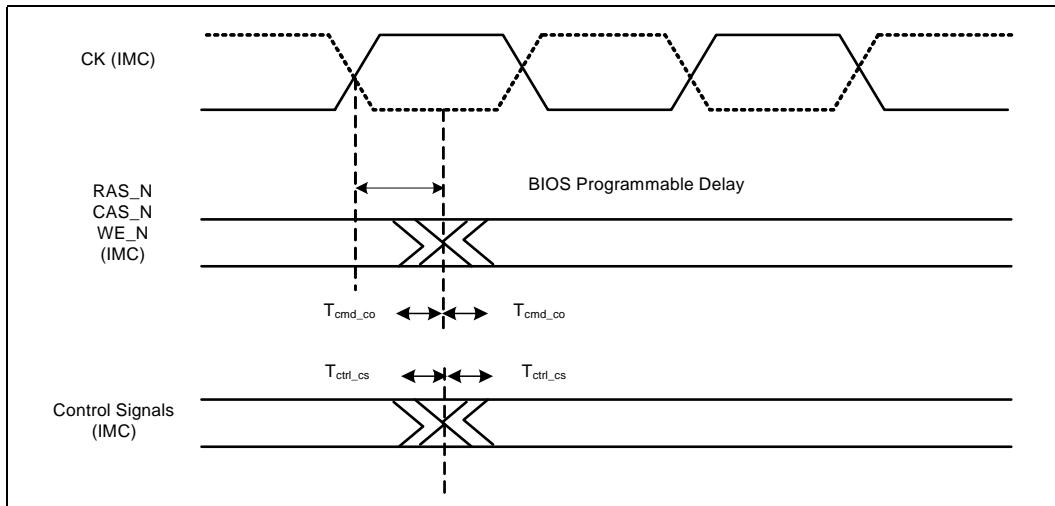 CK (IMC)
RAS_N
CAS_N
WE_N
(IMC)
BIOS Programmable Delay
Tcmd_co
Tcmd_co
Tctrl_cs
Tctrl_cs
Control Signals
(IMC)